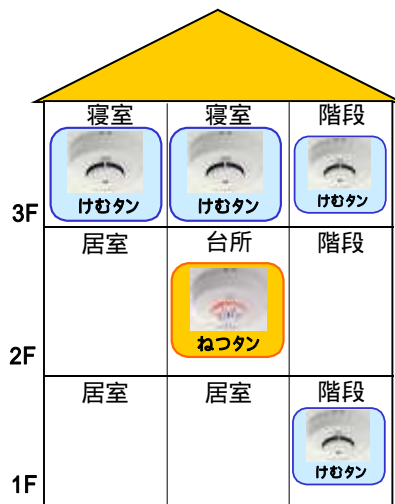 寝室 寝室 階段
けむタン けむタン けむタン
3F
居室 台所 階段
ねつタン
2F
居室 居室 階段
けむタン
1F